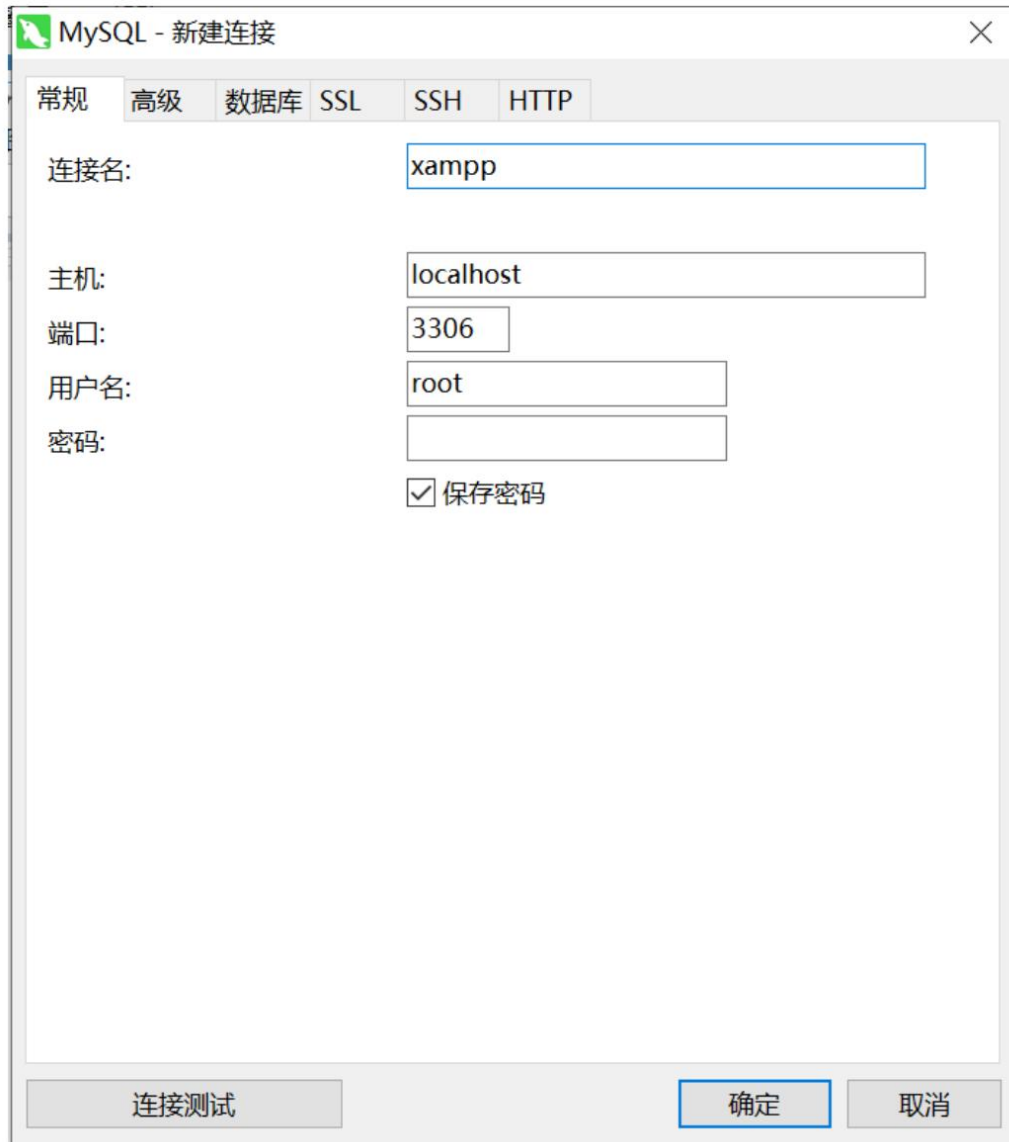 MySQL - 新建连接
常规 高级 数据库 SSL SSH HTTP
连接名: xampp
主机: localhost
端口: 3306
用户名: root
密码:
保存密码
连接测试 确定 取消